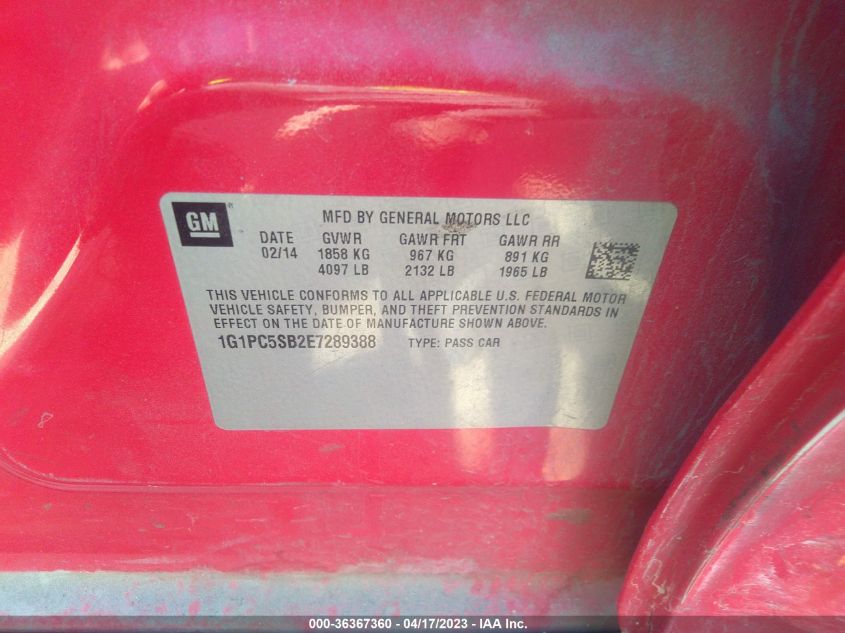 GM
MFD BY GENERAL MOTORS LLC
DATE GVWR GAWR FRT GAWR RR
02/14 1858 KG 967 KG 891 KG
4097 LB 2132 LB 1965 LB
THIS VEHICLE CONFORMS TO ALL APPLICABLE U.S. FEDERAL MOTOR
VEHICLE SAFETY, BUMPER, AND THEFT PREVENTION STANDARDS IN
EFFECT ON THE DATE OF MANUFACTURE SHOWN ABOVE.
1G1PC5SB2E7289388 TYPE: PASS CAR
000-36367360 - 04/17/2023 - IAA Inc.